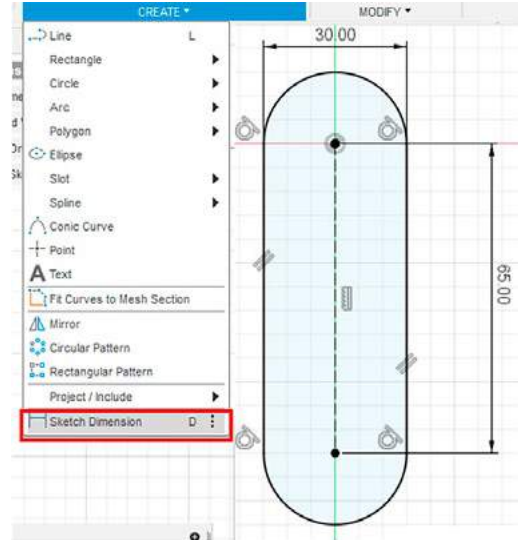 CREATE
MODIFY
Line L
Rectangle
Circle
Arc
Polygon
Ellipse
Slot
Spline
Conic Curve
Point
A Text
Fit Curves to Mesh Section
Mirror
Circular Pattern
Rectangular Pattern
Project / Include
Sketch Dimension D
30.00
65.00